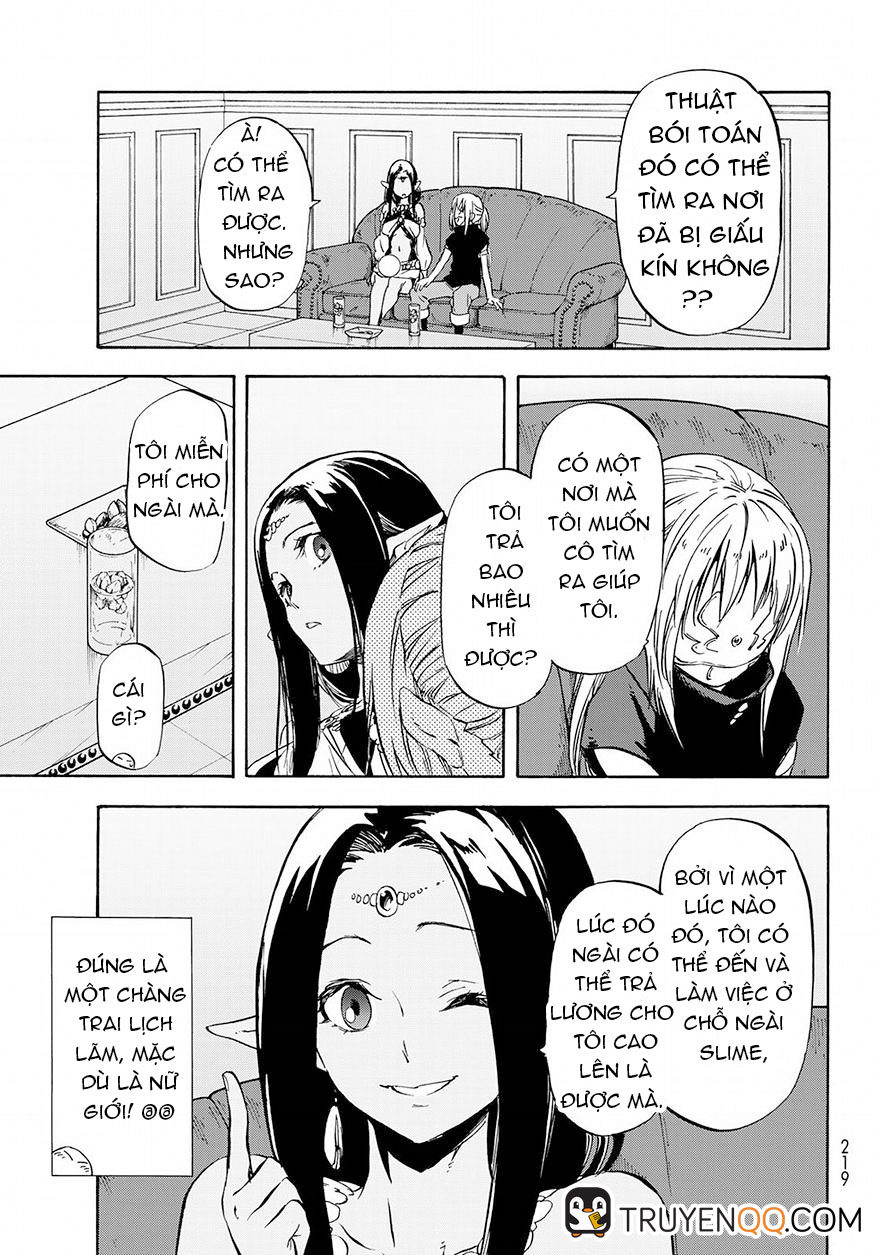 THUẬT
BÓI TOÁN
ĐÓ CÓ THỂ
TÌM RA NƠI
ĐÃ BỊ GIẤU
KÍN KHÔNG
??
À!
CÓ THỂ
TÌM RA
ĐƯỢC.
NHƯNG
SAO?
CÓ MỘT
NƠI MÀ
TÔI MUỐN
CÔ TÌM
RA GIÚP
TÔI.
TÔI
TRẢ
BAO
NHIÊU
THÌ
ĐƯỢC?
TÔI MIỄN
PHÍ CHO
NGÀI MÀ.
CÁI
GÌ?
BỞI VÌ MỘT
LÚC NÀO
ĐÓ, TÔI CÓ
THỂ ĐẾN VÀ
LÀM VIỆC Ở
CHỖ NGÀI
SLIME,
LÚC ĐÓ
NGÀI CÓ
THỂ TRẢ
LƯƠNG CHO
TÔI CAO
LÊN LÀ
ĐƯỢC MÀ.
ĐÚNG LÀ
MỘT CHÀNG
TRAI LỊCH
LÃM, MẶC
DÙ LÀ NỮ
GIỚI! @@
219
TRUYENQQ.COM